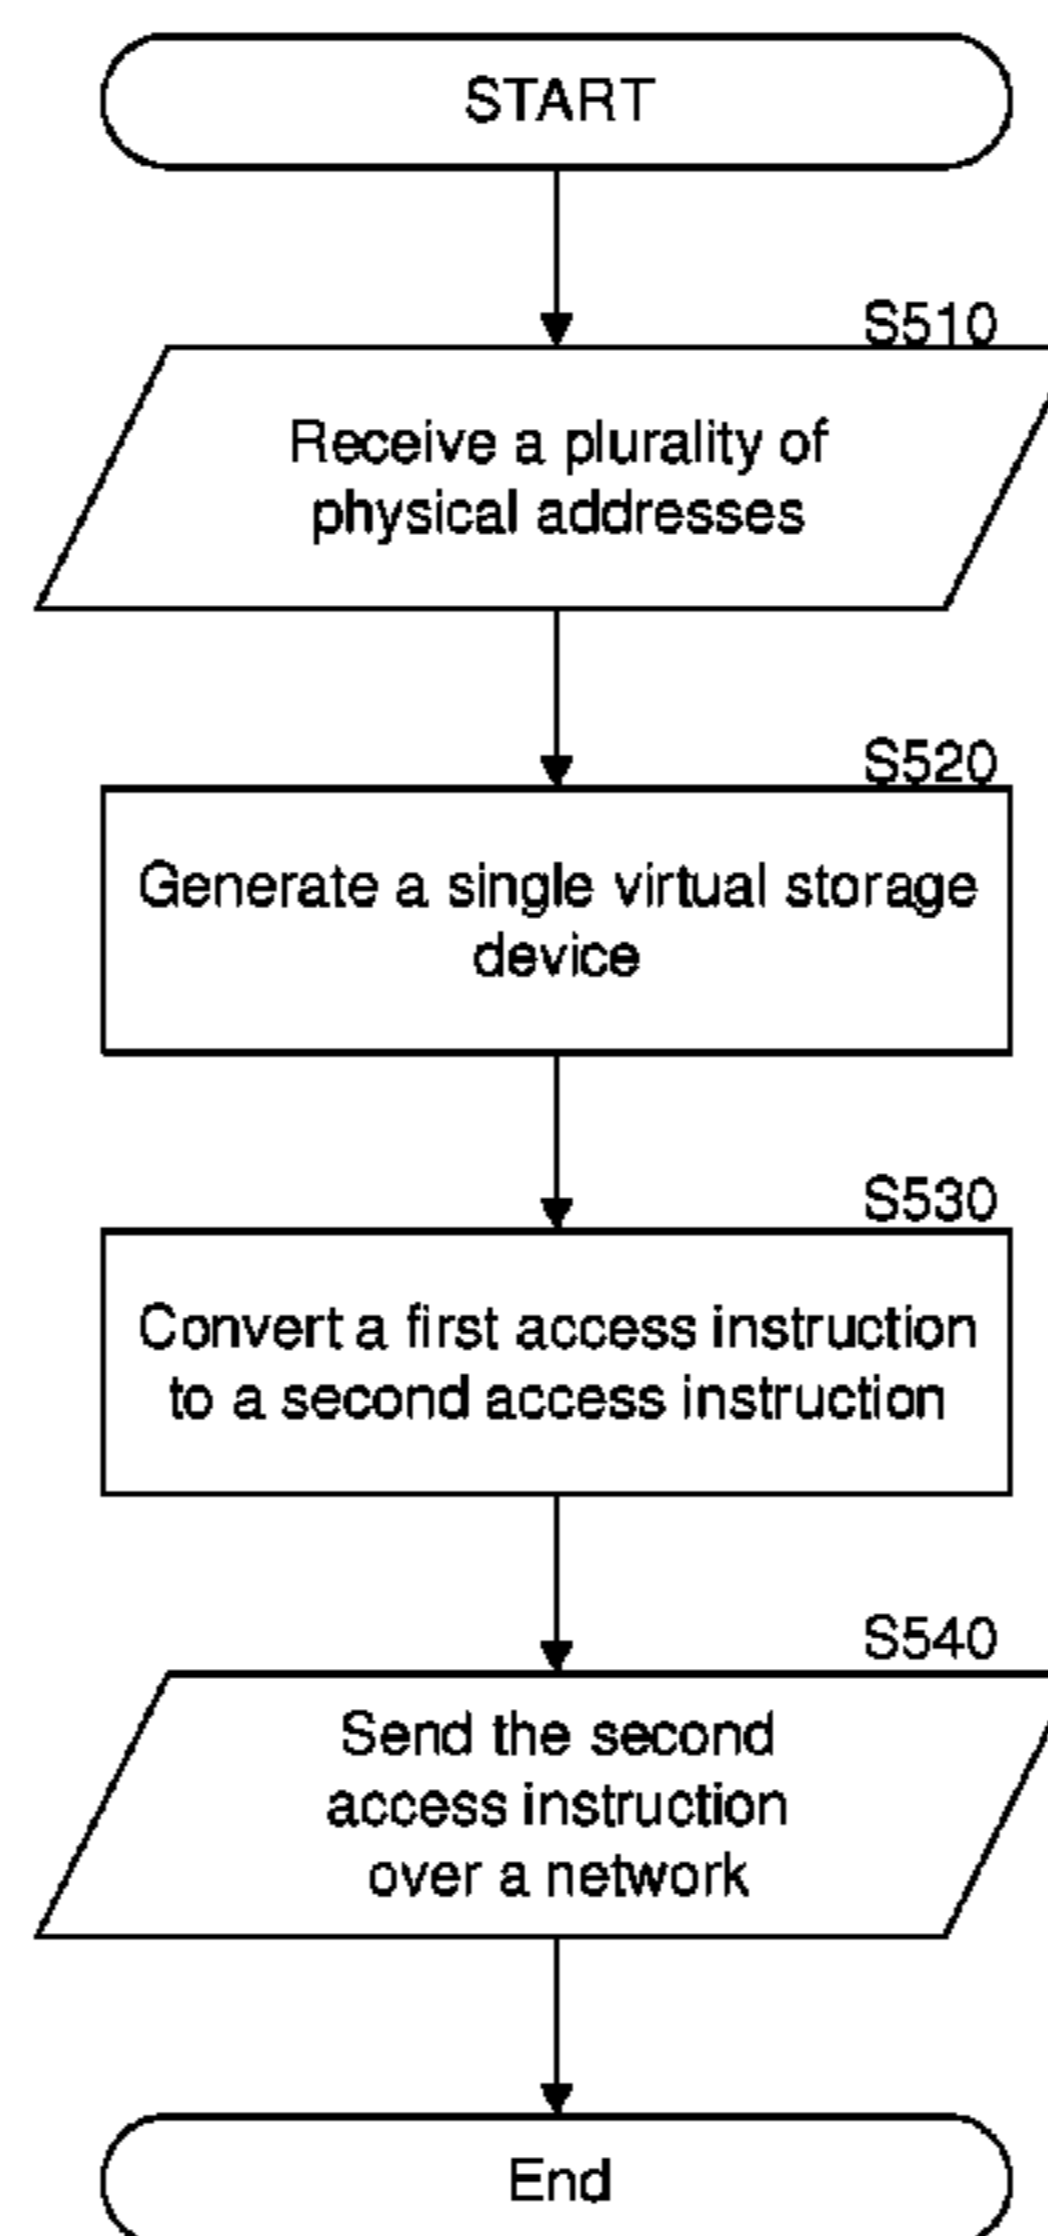 START
S510
Receive a plurality of
physical addresses
S520
Generate a single virtual storage
device
S530
Convert a first access instruction
to a second access instruction
S540
Send the second
access instruction
over a network
End